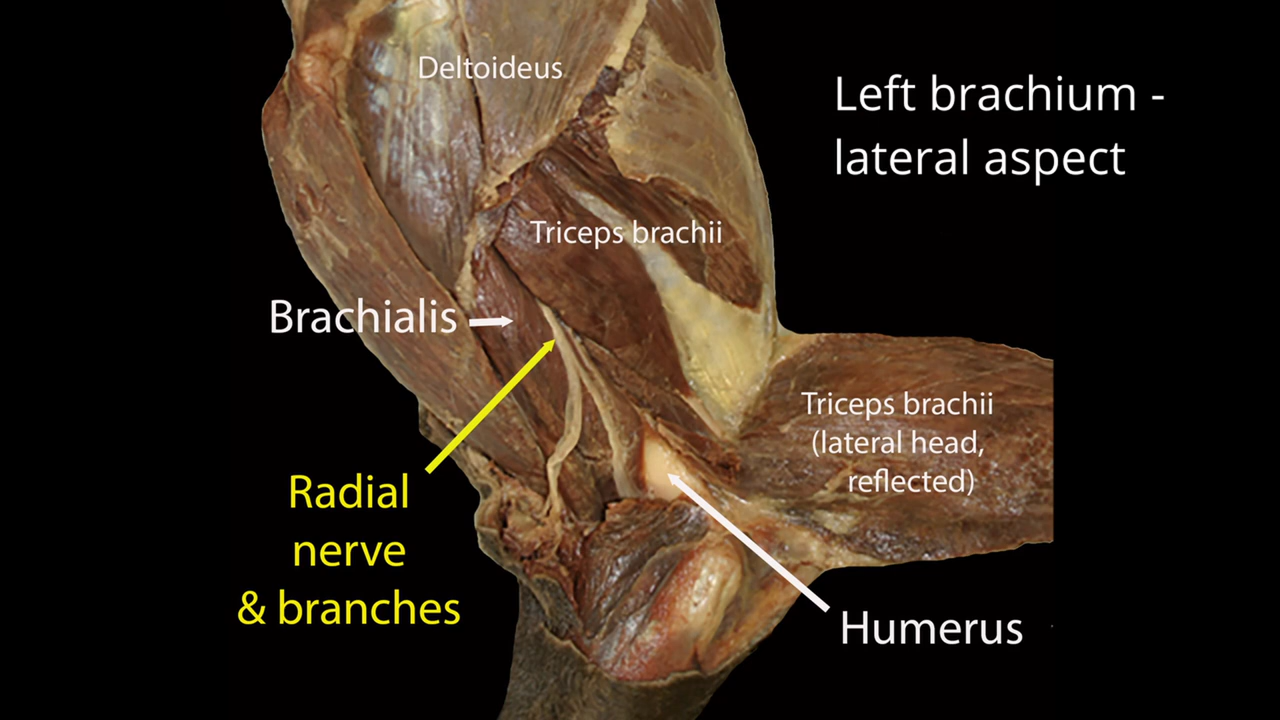 Deltoideus
Left brachium -
lateral aspect
Triceps brachii
Brachialis
Triceps brachii
(lateral head,
reflected)
Radial
nerve
& branches
Humerus